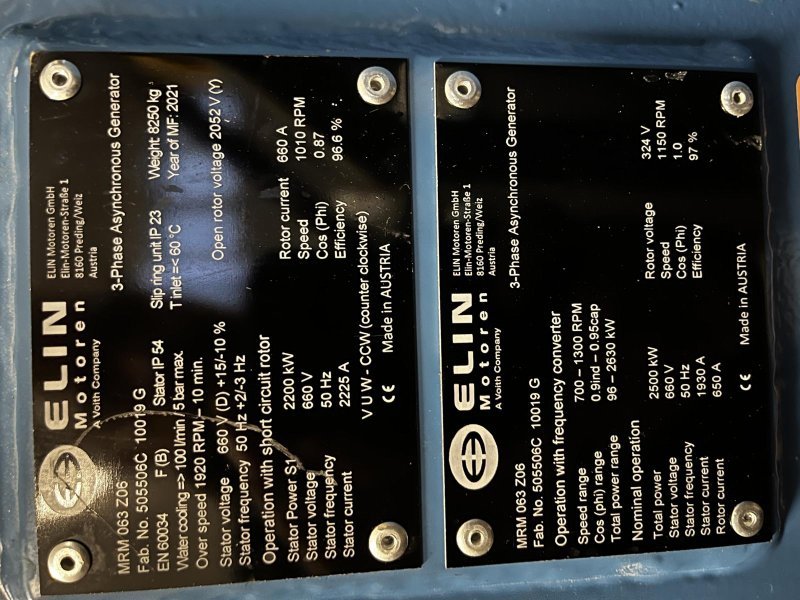 ELIN
Motoren
A Voith Company
ELIN Motoren GmbH
Elin-Motoren-Straße 1
8160 Preding/Weiz
Austria
MRM 063 Z06 3-Phase Asynchronous Generator
Fab. No. 505506C 10019 G
EN 60034 F (B) Stator IP 54 Slip ring unit IP 23 Weight: 8250 kg
Water cooling => 100 l/min / 5 bar max. T inlet =< 60 °C Year of MF: 2021
Over speed 1920 RPM - 10 min.
Stator voltage 660 V (D) +15/-10 % Open rotor voltage 2052 V (Y)
Stator frequency 50 Hz +2/-3 Hz
Operation with short circuit rotor
Stator Power S1 2200 kW Rotor current 660 A
Stator voltage 660 V Speed 1010 RPM
Stator frequency 50 Hz Cos (Phi) 0.87
Stator current 2225 A Efficiency 96.6 %
V U W - CCW (counter clockwise)
CE Made in AUSTRIA
ELIN
Motoren
A Voith Company
ELIN Motoren GmbH
Elin-Motoren-Straße 1
8160 Preding/Weiz
Austria
MRM 063 Z06 3-Phase Asynchronous Generator
Fab. No. 505506C 10019 G
Operation with frequency converter
Speed range 700 – 1300 RPM
Cos (phi) range 0.9ind – 0.95cap
Total power range 96 – 2630 kW
Nominal operation
Total power 2500 kW Rotor voltage 324 V
Stator voltage 660 V Speed 1150 RPM
Stator frequency 50 Hz Cos (Phi) 1.0
Stator current 1930 A Efficiency 97 %
Rotor current 650 A
CE Made in AUSTRIA